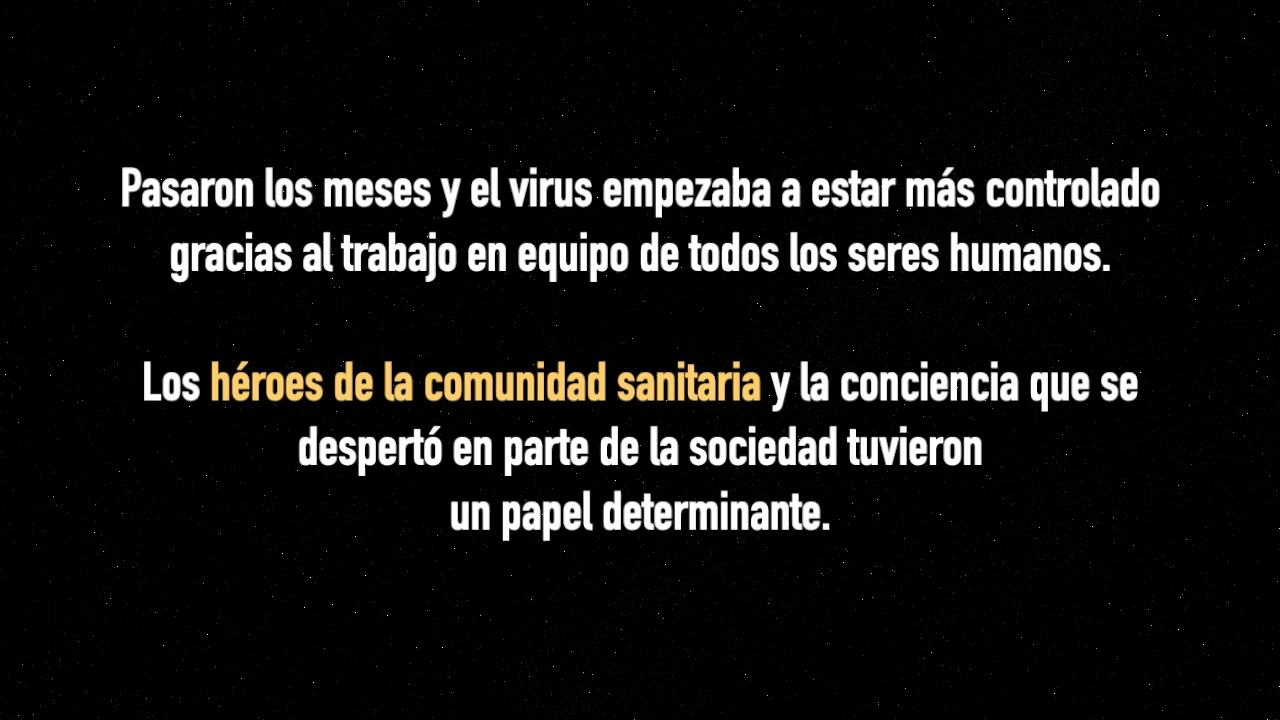 Pasaron los meses y el virus empezaba a estar más controlado
gracias al trabajo en equipo de todos los seres humanos.
Los héroes de la comunidad sanitaria y la conciencia que se
despertó en parte de la sociedad tuvieron
un papel determinante.